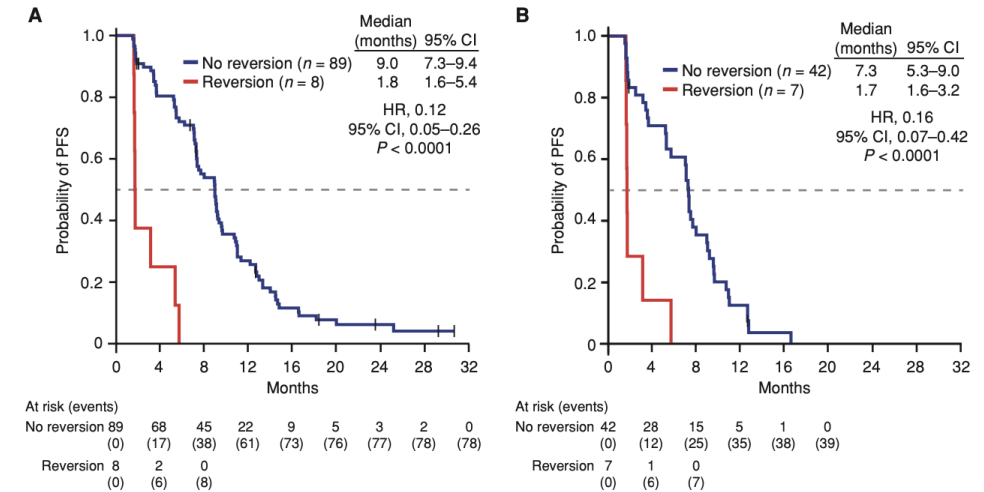 A
Median
(months) 95% CI
No reversion (n = 89) 9.0 7.3–9.4
Reversion (n = 8) 1.8 1.6–5.4
HR, 0.12
95% CI, 0.05–0.26
P < 0.0001
Probability of PFS
1.0
0.8
0.6
0.4
0.2
0
0 4 8 12 16 20 24 28 32
Months
At risk (events)
No reversion 89 68 45 22 9 5 3 2 0
(0) (17) (38) (61) (73) (76) (77) (78) (78)
Reversion 8 2 0
(0) (6) (8)
B
Median
(months) 95% CI
No reversion (n = 42) 7.3 5.3–9.0
Reversion (n = 7) 1.7 1.6–3.2
HR, 0.16
95% CI, 0.07–0.42
P < 0.0001
Probability of PFS
1.0
0.8
0.6
0.4
0.2
0
0 4 8 12 16 20 24 28 32
Months
At risk (events)
No reversion 42 28 15 5 1 0
(0) (12) (25) (35) (38) (39)
Reversion 7 1 0
(0) (6) (7)